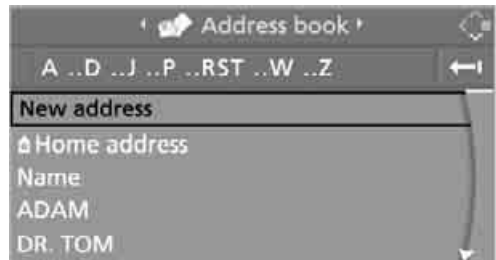 Address book
A ..D ..J ..P ..RST ..W ..Z
New address
Home address
Name
ADAM
DR. TOM